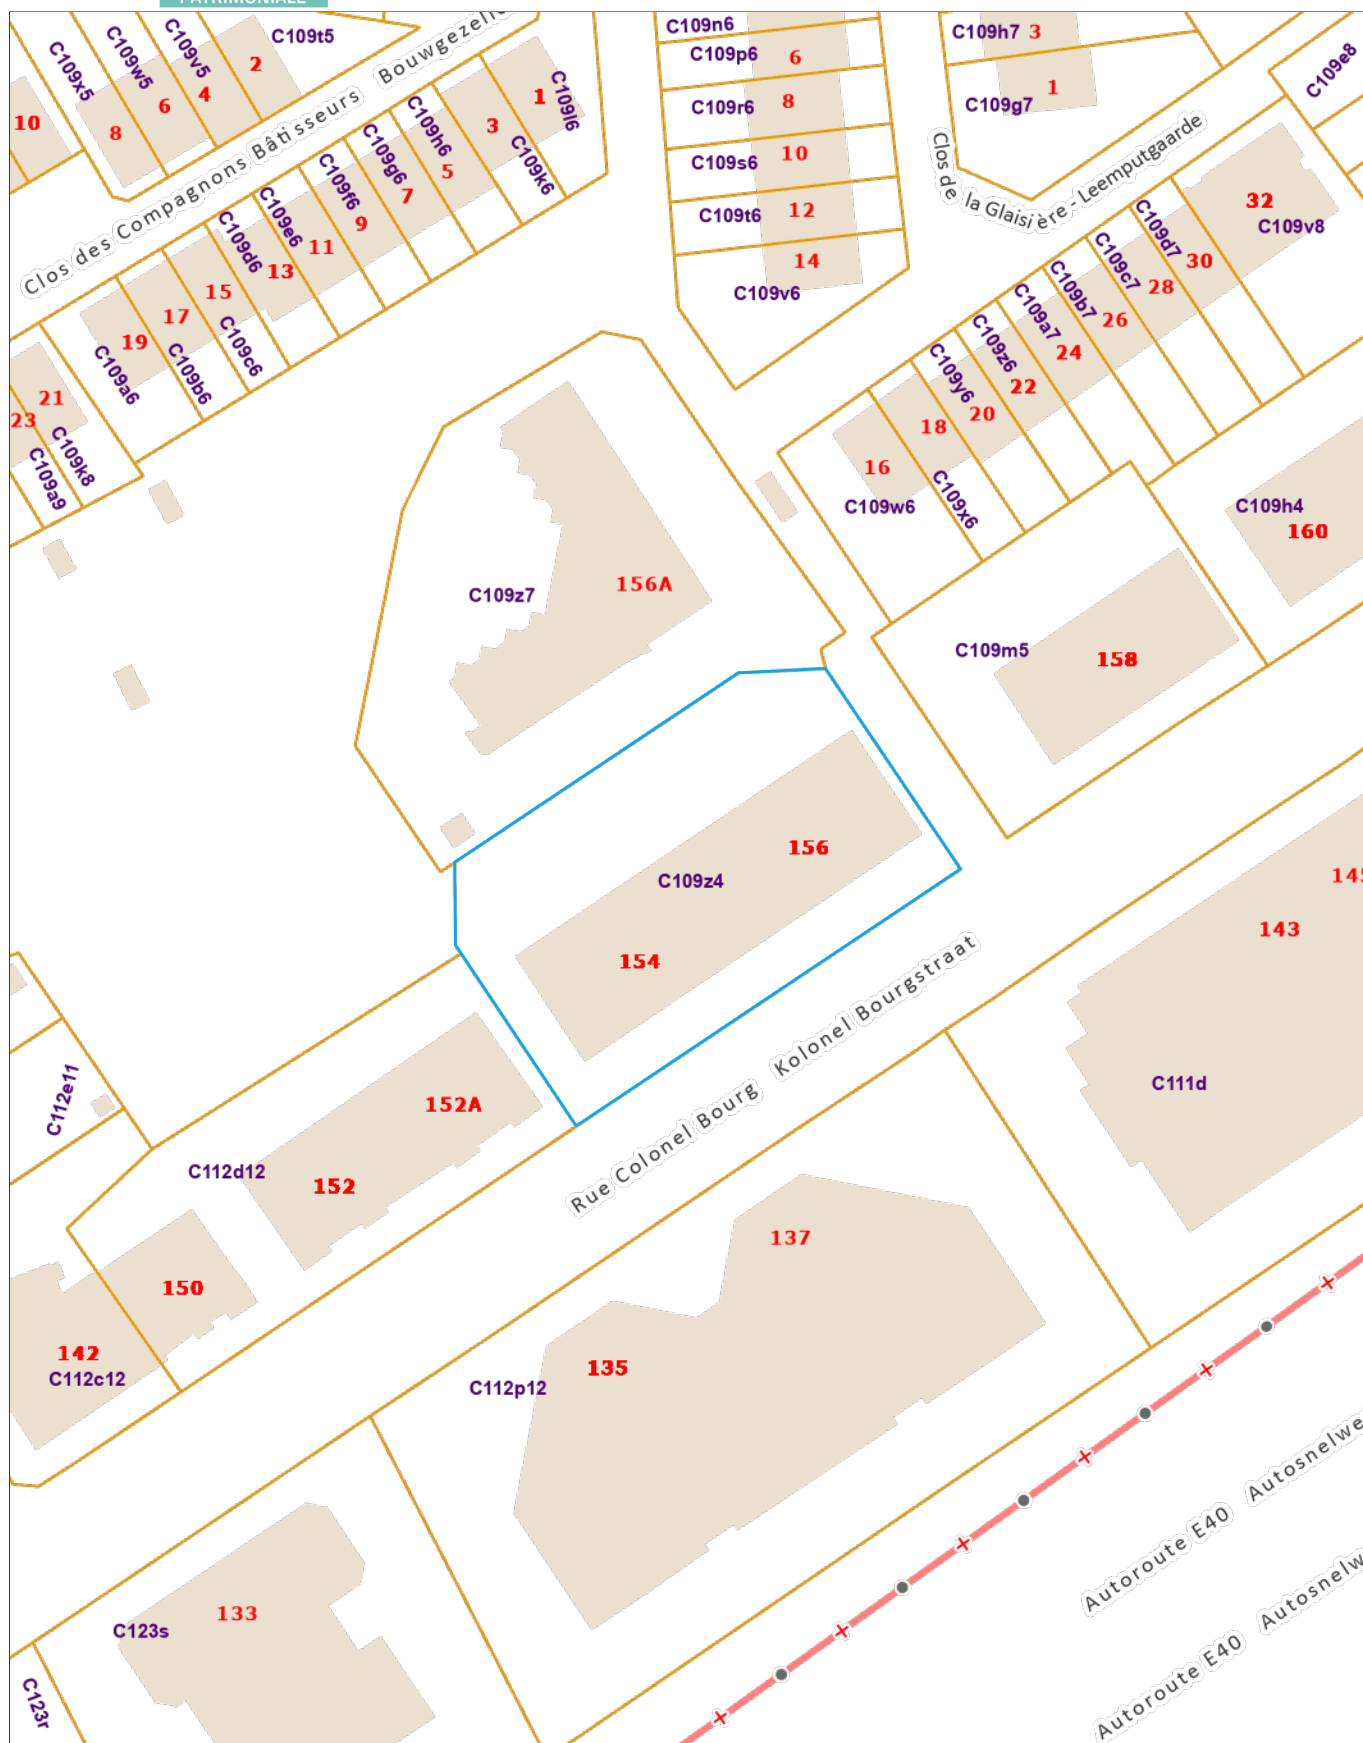 PATRIMONIALE
C109n6
C109t5
C109h7 3
C109v5
C109w5
C109x5
2
4
6
8
10
Clos des Compagnons Bâtisseurs Bouwgezelle
C109p6 6
C109r6 8
C109s6 10
C109t6 12
14
C109v6
1
C109g7
C109e8
Clos de la Glaisière - Leemputgaarde
1
C109l6
3
C109k6
C109h6
5
C109g6
7
C109f6
9
C109e6
11
C109d6
13
15
C109c6
17
C109b6
19
C109a6
21
23
C109k8
C109a9
32
C109v8
C109d7
30
C109c7
28
C109b7
26
C109a7
24
C109z6
22
C109y6
20
18
C109x6
16
C109w6
C109h4
160
C109z7
156A
C109m5
158
156
C109z4
154
145
143
C111d
Rue Colonel Bourg Kolonel Bourgstraat
C112e11
152A
C112d12
152
137
150
142
C112c12
135
C112p12
133
C123s
C123r
Autoroute E40 Autosnelwe
Autoroute E40 Autosnelw